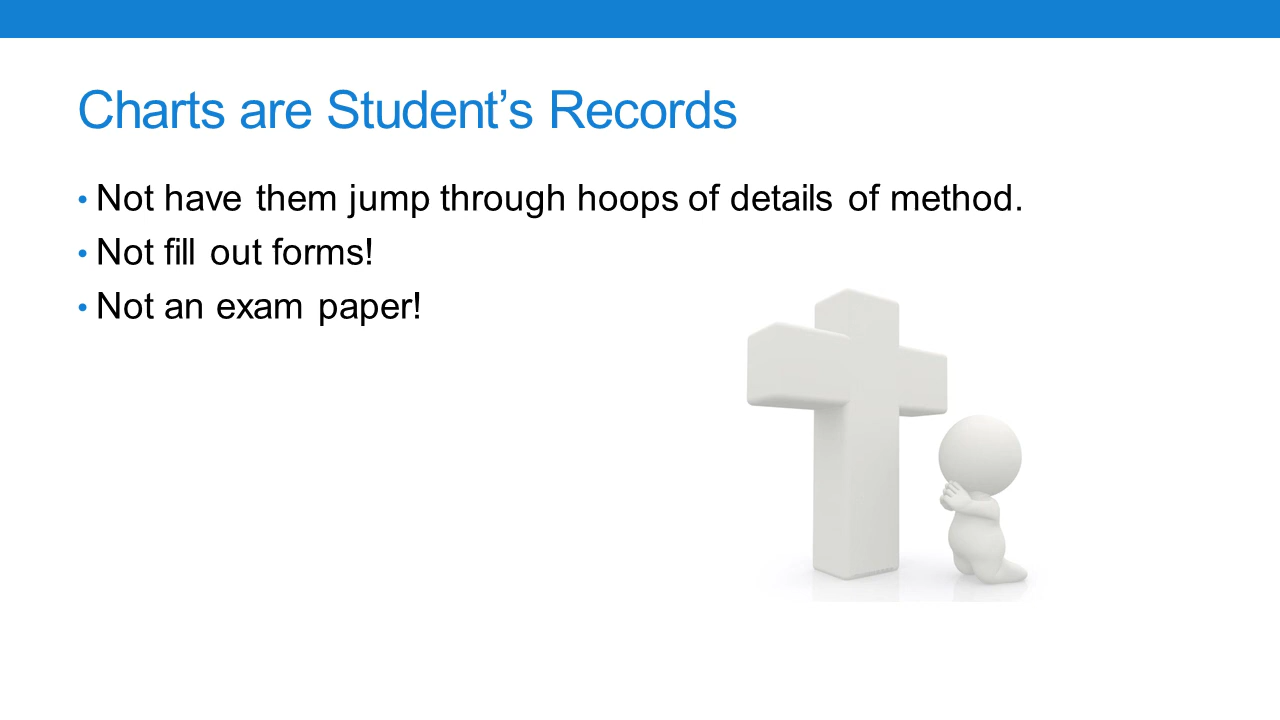 Charts are Student’s Records
• Not have them jump through hoops of details of method.
• Not fill out forms!
• Not an exam paper!